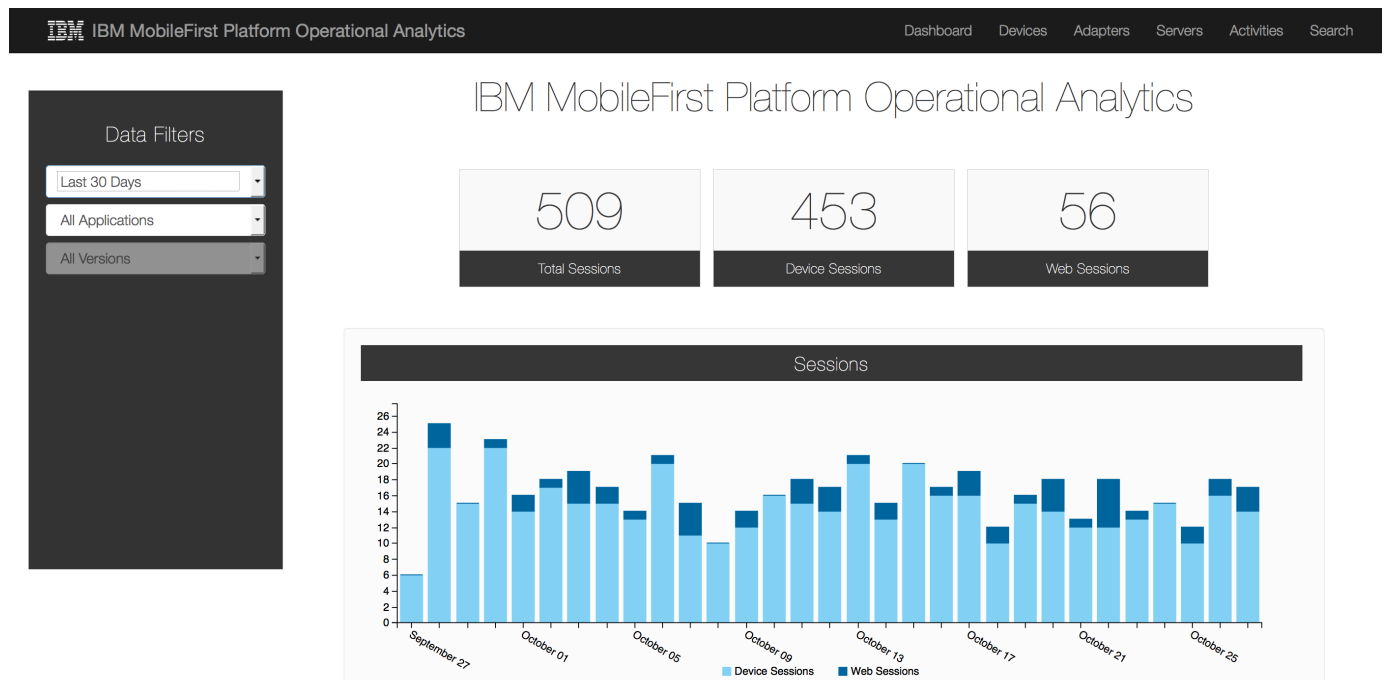 IBM IBM MobileFirst Platform Operational Analytics Dashboard Devices Adapters Servers Activities Search
IBM MobileFirst Platform Operational Analytics
Data Filters
Last 30 Days
All Applications
All Versions
509 453 56
Total Sessions Device Sessions Web Sessions
Sessions
26
24
22
20
18
16
14
12
10
8
6
4
2
0
September 27 October 01 October 05 October 09 October 13 October 17 October 21 October 25
Device Sessions Web Sessions